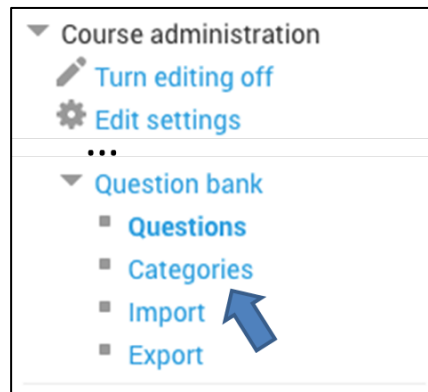 Course administration
Turn editing off
Edit settings
...
Question bank
Questions
Categories
Import
Export